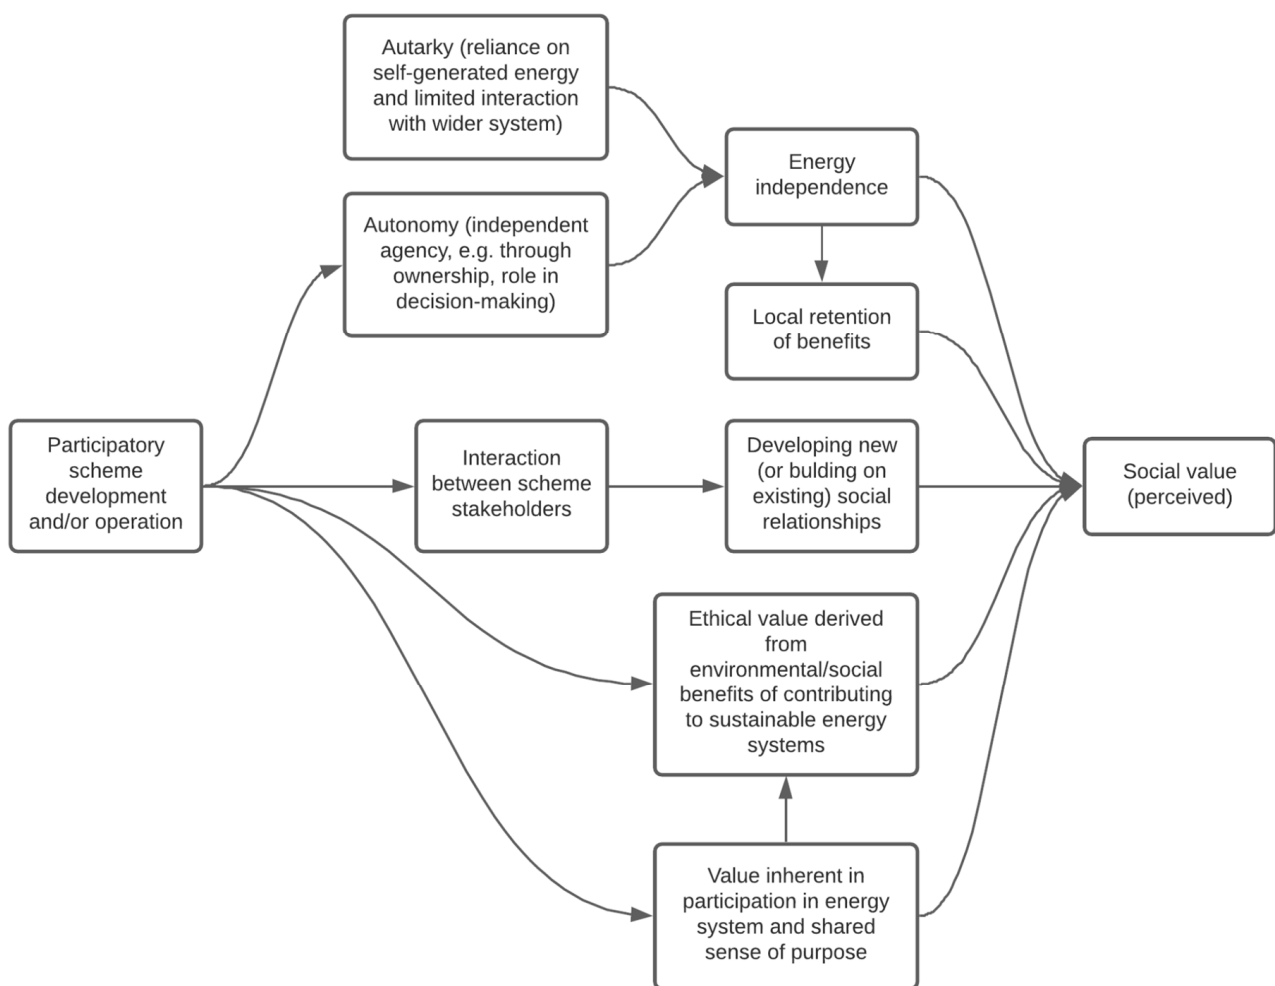 Autarky (reliance on
self-generated energy
and limited interaction
with wider system)
Energy
independence
Autonomy (independent
agency, e.g. through
ownership, role in
decision-making)
Local retention
of benefits
Participatory
scheme
development
and/or operation
Interaction
between scheme
stakeholders
Developing new
(or bulding on
existing) social
relationships
Social value
(perceived)
Ethical value derived
from
environmental/social
benefits of contributing
to sustainable energy
systems
Value inherent in
participation in energy
system and shared
sense of purpose